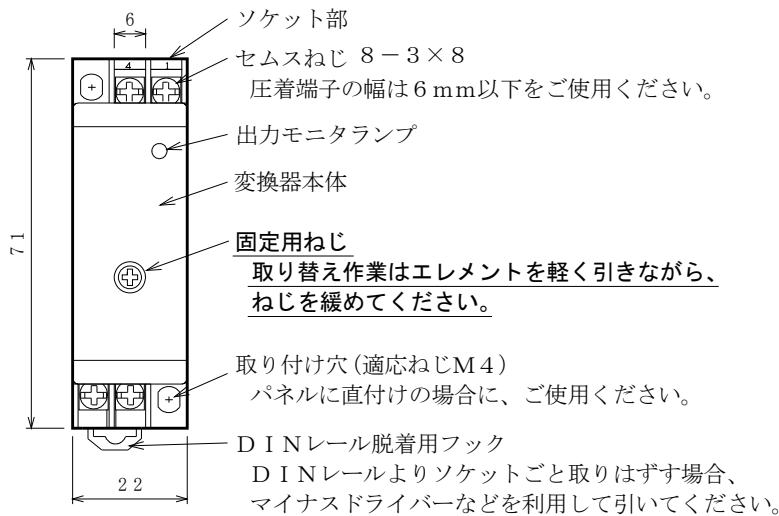 6
ソケット部
セムスねじ 8－3×8
圧着端子の幅は6mm以下をご使用ください。
4 1
出力モニタランプ
変換器本体
71
固定用ねじ
取り替え作業はエレメントを軽く引きながら、
ねじを緩めてください。
取り付け穴(適応ねじM4)
パネルに直付けの場合に、ご使用ください。
DINレール脱着用フック
DINレールよりソケットごと取りはずす場合、
マイナスドライバーなどを利用して引いてください。
22